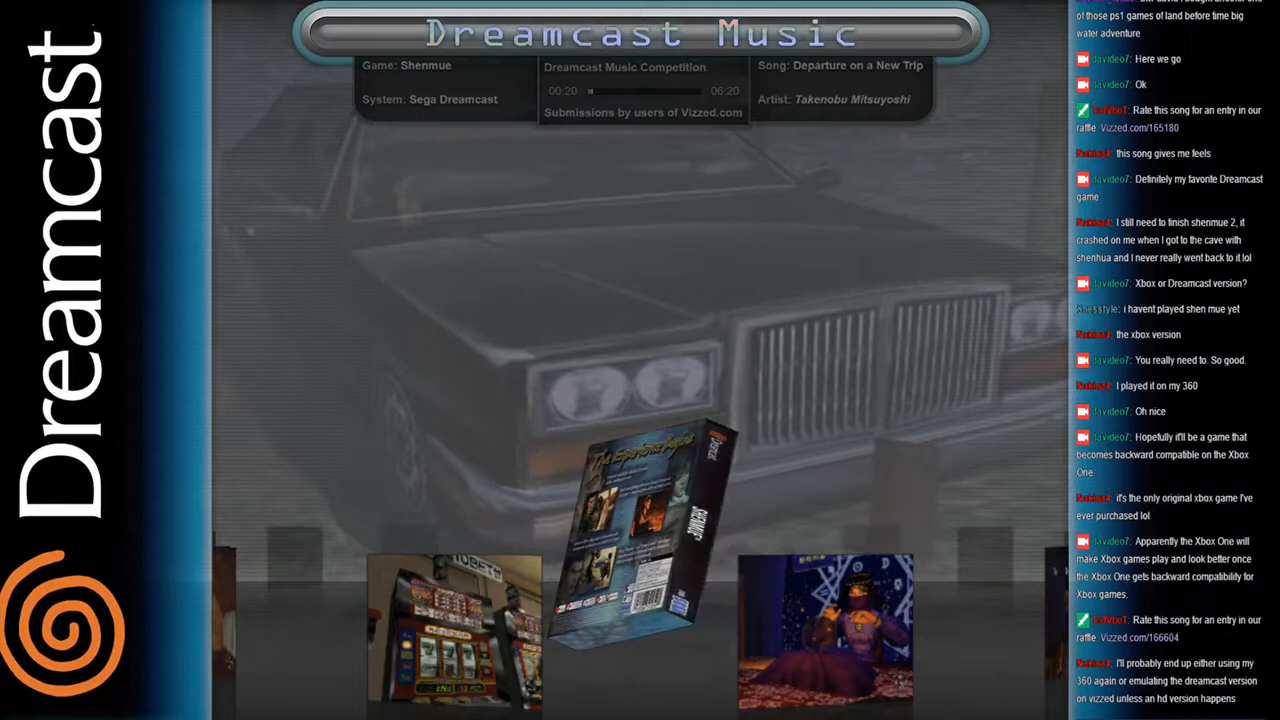 Dreamcast
Dreamcast Music
Game: Shenmue
System: Sega Dreamcast
Dreamcast Music Competition
00:20 06:20
Submissions by users of Vizzed.com
Song: Departure on a New Trip
Artist: Takenobu Mitsuyoshi
The Experience Begins
SHENMUE
of those ps1 games of land before time big
water adventure
davideo7: Here we go
davideo7: Ok
Rate this song for an entry in our
raffle Vizzed.com/165180
this song gives me feels
davideo7: Definitely my favorite Dreamcast
game
I still need to finish shenmue 2, it
crashed on me when I got to the cave with
shenhua and I never really went back to it lol
davideo7: Xbox or Dreamcast version?
Shesstyle: i havent played shen mue yet
the xbox version
davideo7: You really need to. So good.
I played it on my 360
davideo7: Oh nice
davideo7: Hopefully it'll be a game that
becomes backward compatible on the Xbox
One
it's the only original xbox game I've
ever purchased lol
davideo7: Apparently the Xbox One will
make Xbox games play and look better once
the Xbox One gets backward compatibility for
Xbox games.
Rate this song for an entry in our
raffle Vizzed.com/166604
I'll probably end up either using my
360 again or emulating the dreamcast version
on vizzed unless an hd version happens